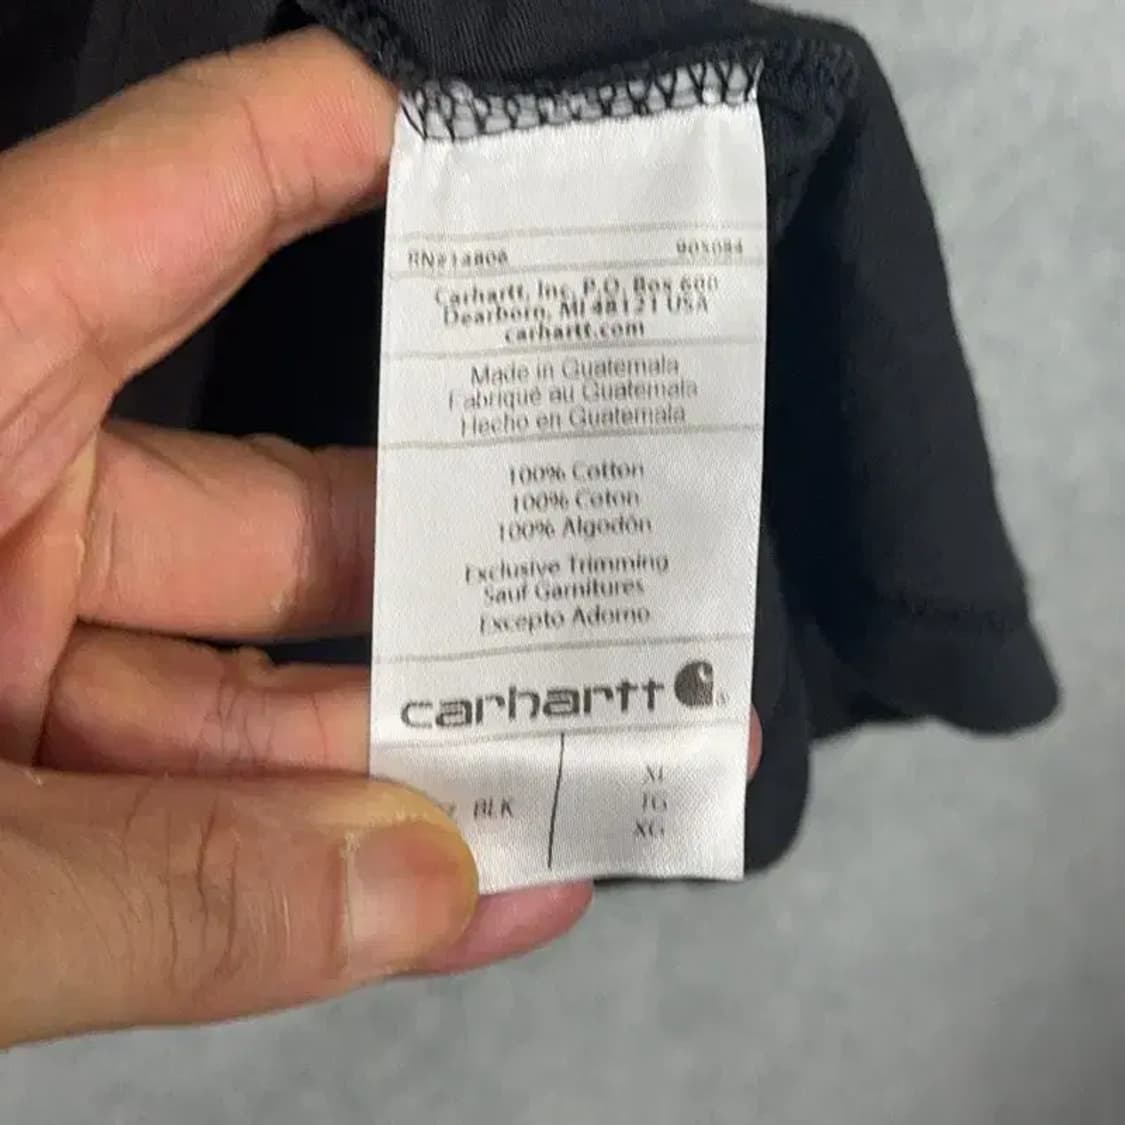 RN#14806 905084
Carhartt, Inc. P.O. Box 600
Dearborn, MI 48121 USA
carhartt.com
Made in Guatemala
Fabriqué au Guatemala
Hecho en Guatemala
100% Cotton
100% Coton
100% Algodón
Exclusive Trimming
Sauf Garnitures
Excepto Adorno
carhartt
BLK
XL
TG
XG